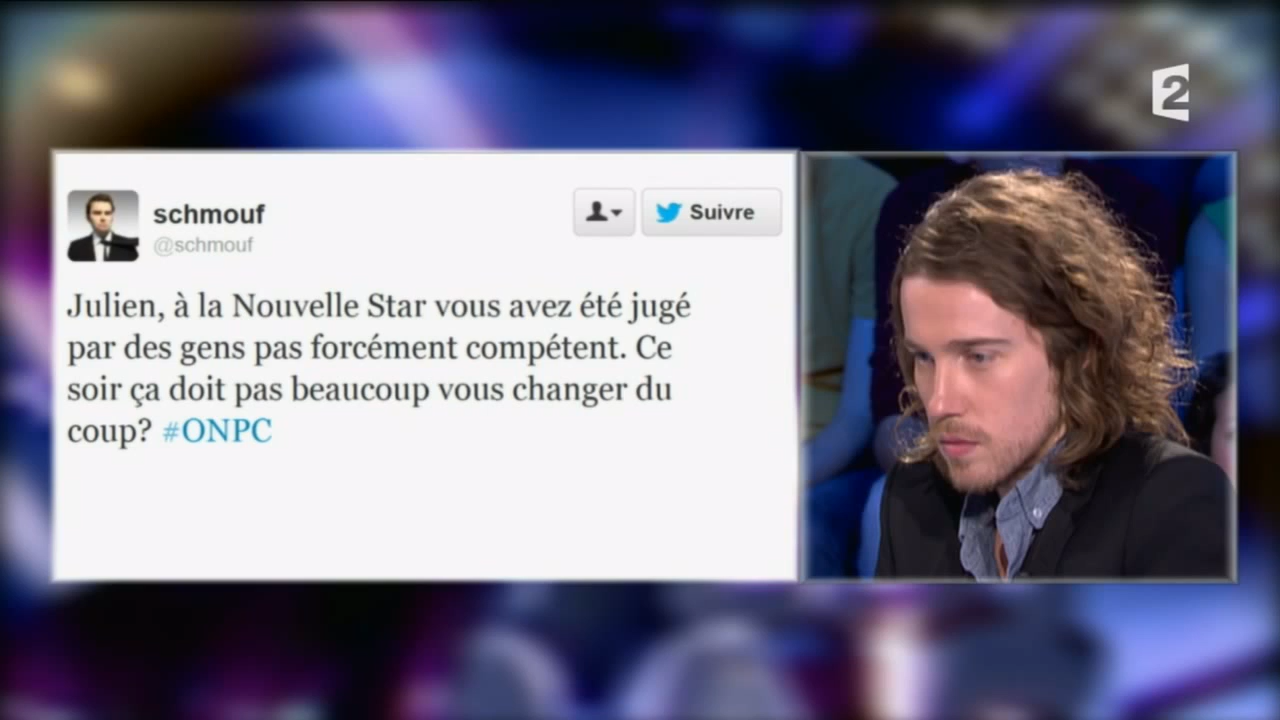 2
schmouf
@schmouf
Suivre
Julien, à la Nouvelle Star vous avez été jugé
par des gens pas forcément compétent. Ce
soir ça doit pas beaucoup vous changer du
coup? #ONPC